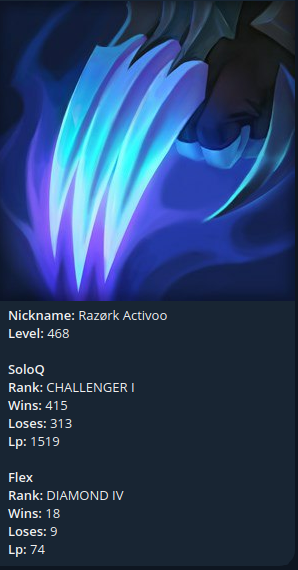 Nickname: Razørk Activoo
Level: 468
SoloQ
Rank: CHALLENGER I
Wins: 415
Loses: 313
Lp: 1519
Flex
Rank: DIAMOND IV
Wins: 18
Loses: 9
Lp: 74